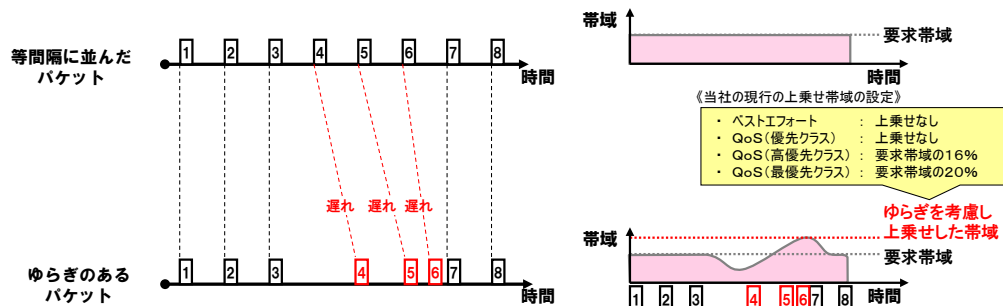 等間隔に並んだ
パケット
1 2 3 4 5 6 7 8
時間
遅れ 遅れ 遅れ
ゆらぎのある
パケット
1 2 3 4 5 6 7 8
時間
帯域
要求帯域
時間
《当社の現行の上乗せ帯域の設定》
・ ベストエフォート : 上乗せなし
・ QoS(優先クラス) : 上乗せなし
・ QoS(高優先クラス) : 要求帯域の16%
・ QoS(最優先クラス) : 要求帯域の20%
ゆらぎを考慮し
上乗せした帯域
帯域
要求帯域
1 2 3 4 5 6 7 8
時間